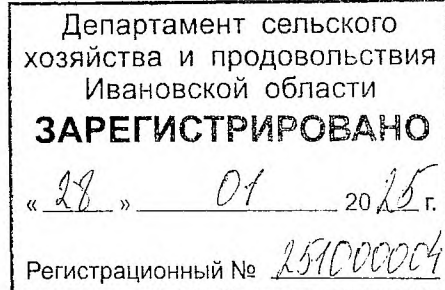 Департамент сельского
хозяйства и продовольствия
Ивановской области
ЗАРЕГИСТРИРОВАНО
« 28 » 01 2025 г.
Регистрационный № 251000004